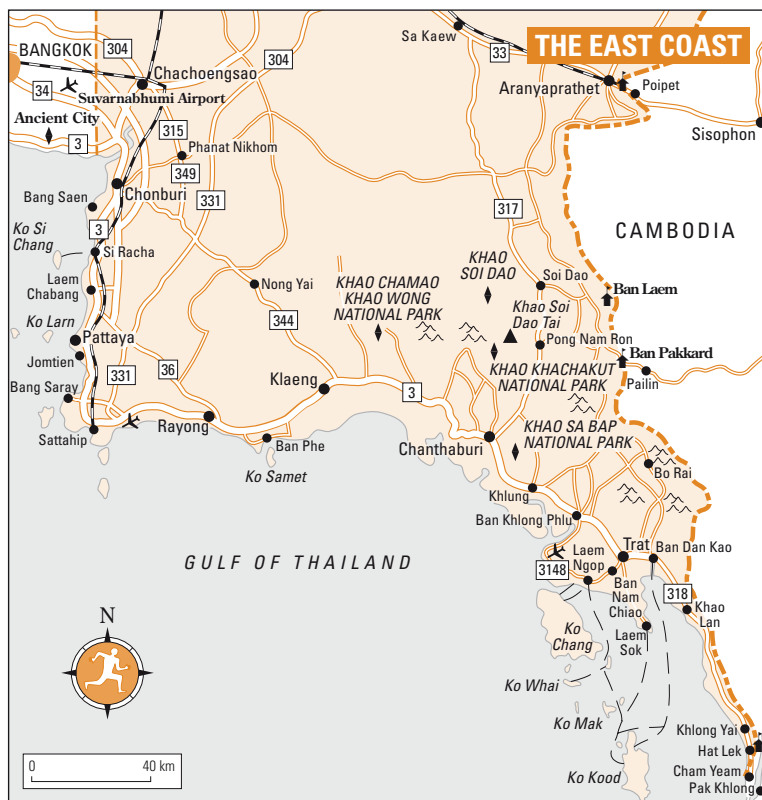 THE EAST COAST
BANGKOK
304
Sa Kaew
33
304
Chachoengsao
Aranyaprathet
Poipet
34
Suvarnabhumi Airport
Ancient City
3
315
Sisophon
Phanat Nikhom
349
Chonburi
331
Bang Saen
317
3
Ko Si
Chang
CAMBODIA
Si Racha
Laem
Chabang
Nong Yai
KHAO CHAMAO
KHAO WONG
NATIONAL PARK
KHAO
SOI DAO
Soi Dao
Ban Laem
Khao Soi
Dao Tai
Ko Larn
344
Pattaya
Pong Nam Ron
Jomtien
Ban Pakkard
331
36
Bang Saray
Klaeng
3
KHAO KHACHAKUT
NATIONAL PARK
Pailin
Sattahip
Rayong
Ban Phe
Chanthaburi
KHAO SA BAP
NATIONAL PARK
Ko Samet
Bo Rai
Khlung
Ban Khlong Phlu
GULF OF THAILAND
Trat
Ban Dan Kao
Laem
Ngop
3148
Ban
Nam
Chiao
318
Khao
Lan
N
Ko
Chang
Laem
Sok
Ko Whai
Ko Mak
Khlong Yai
Hat Lek
Ko Kood
Cham Yeam
Pak Khlong
0
40 km